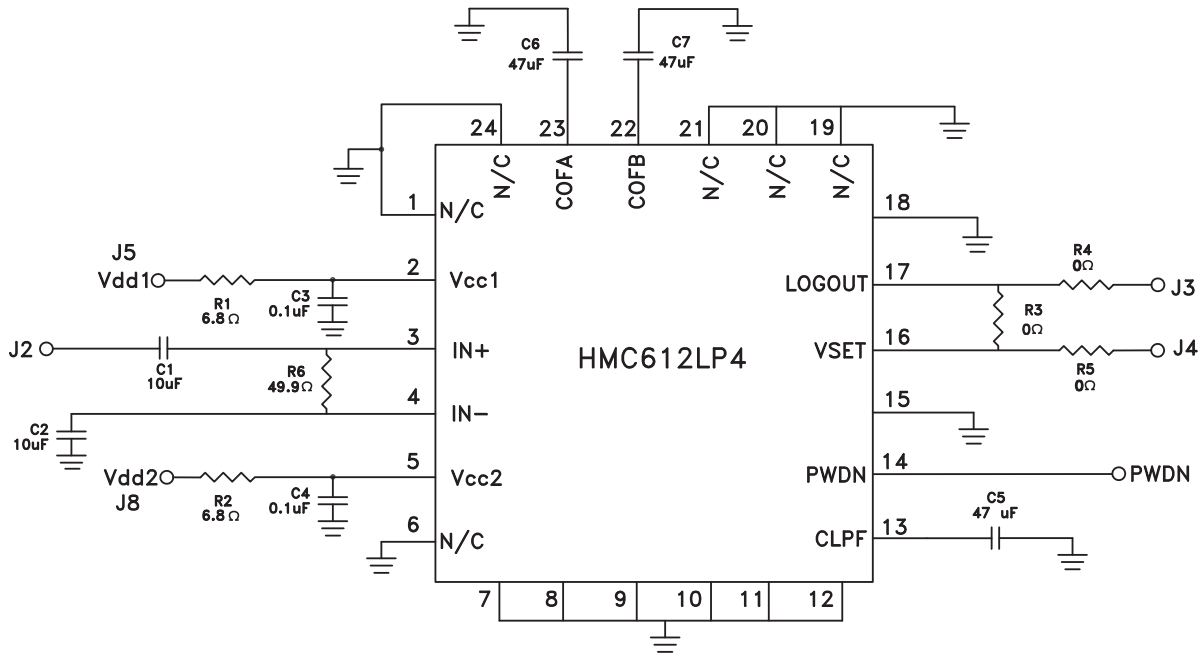 C6
47uF
C7
47uF
24
23
22
21
20
19
N/C
COFA
COFB
N/C
N/C
N/C
1
N/C
18
J5
Vdd1
R1
6.8Ω
C3
0.1uF
2
Vcc1
LOGOUT
17
R4
0Ω
J3
R3
0Ω
J2
C1
10uF
R6
49.9Ω
3
IN+
HMC612LP4
VSET
16
J4
R5
0Ω
C2
10uF
4
IN-
15
Vdd2
J8
R2
6.8Ω
C4
0.1uF
5
Vcc2
PWDN
14
PWDN
6
N/C
CLPF
13
C5
47 uF
7
8
9
10
11
12